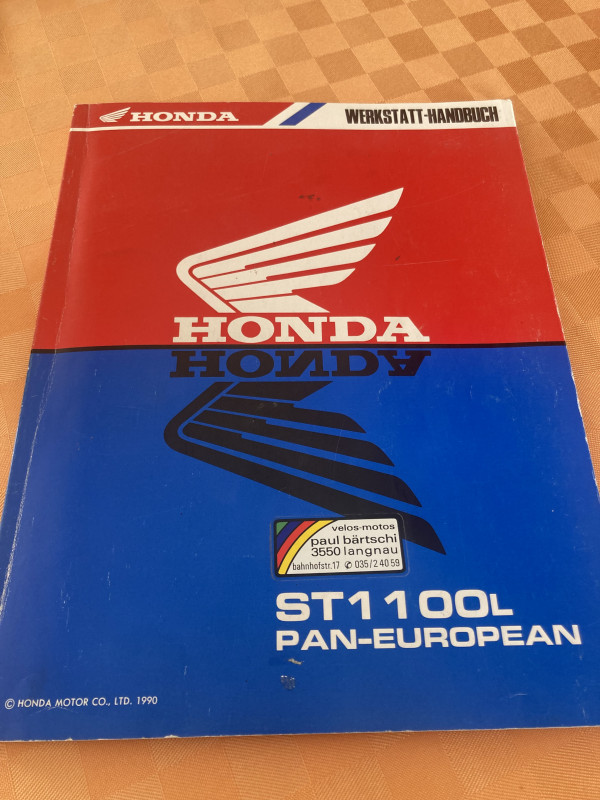 HONDA
WERKSTATT-HANDBUCH
HONDA
HONDA
velos-motos
paul bärtschi
3550 langnau
bahnhofstr.17 ✆ 035/2 40 59
ST1100L
PAN-EUROPEAN
© HONDA MOTOR CO., LTD. 1990